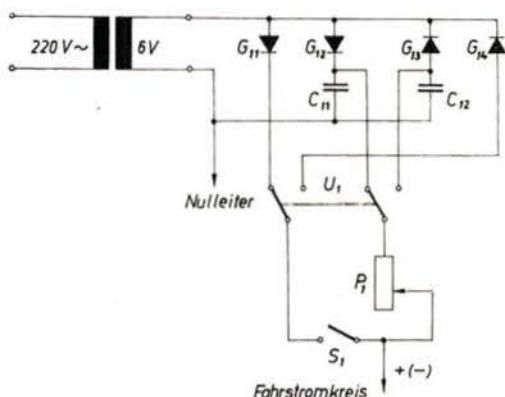 220 V~
6V
G11
G12
G13
G14
C11
C12
Nulleiter
U1
P1
S1
+(−)
Fahrstromkreis